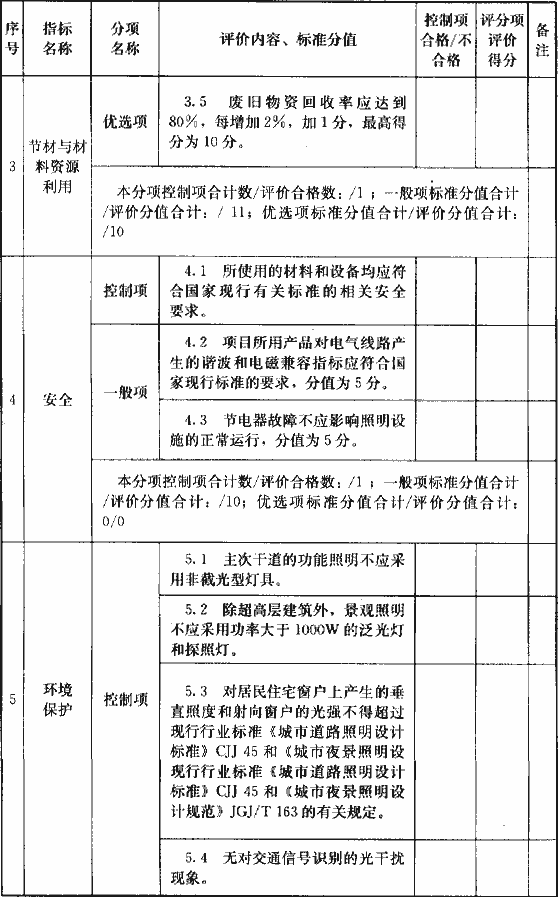 序号 指标名称 分项名称 评价内容、标准分值 控制项合格/不合格 评分项评价得分 备注
3 节材与材料资源利用
优选项
3.5 废旧物资回收率应达到
80%，每增加2%，加1分，最高得
分为10分。
本分项控制项合计数/评价合格数：/1；一般项标准分值合计
/评价分值合计：/ 11；优选项标准分值合计/评价分值合计：
/10
4 安全
控制项
4.1 所使用的材料和设备均应符
合国家现行有关标准的相关安全
要求。
一般项
4.2 项目所用产品对电气线路产
生的谐波和电磁兼容指标应符合国
家现行标准的要求，分值为5分。
4.3 节电器故障不应影响照明设
施的正常运行，分值为5分。
本分项控制项合计数/评价合格数：/1；一般项标准分值合计
/评价分值合计：/10；优选项标准分值合计/评价分值合计：
0/0
5 环境保护
控制项
5.1 主次干道的功能照明不应采
用非截光型灯具。
5.2 除超高层建筑外，景观照明
不应采用功率大于1000W的泛光灯
和探照灯。
5.3 对居民住宅窗户上产生的垂
直照度和射向窗户的光强不得超过
现行行业标准《城市道路照明设计
标准》CJJ 45和《城市夜景照明设
现行行业标准《城市道路照明设计
标准》CJJ 45和《城市夜景照明设
计规范》JGJ/T 163的有关规定。
5.4 无对交通信号识别的光干扰
现象。